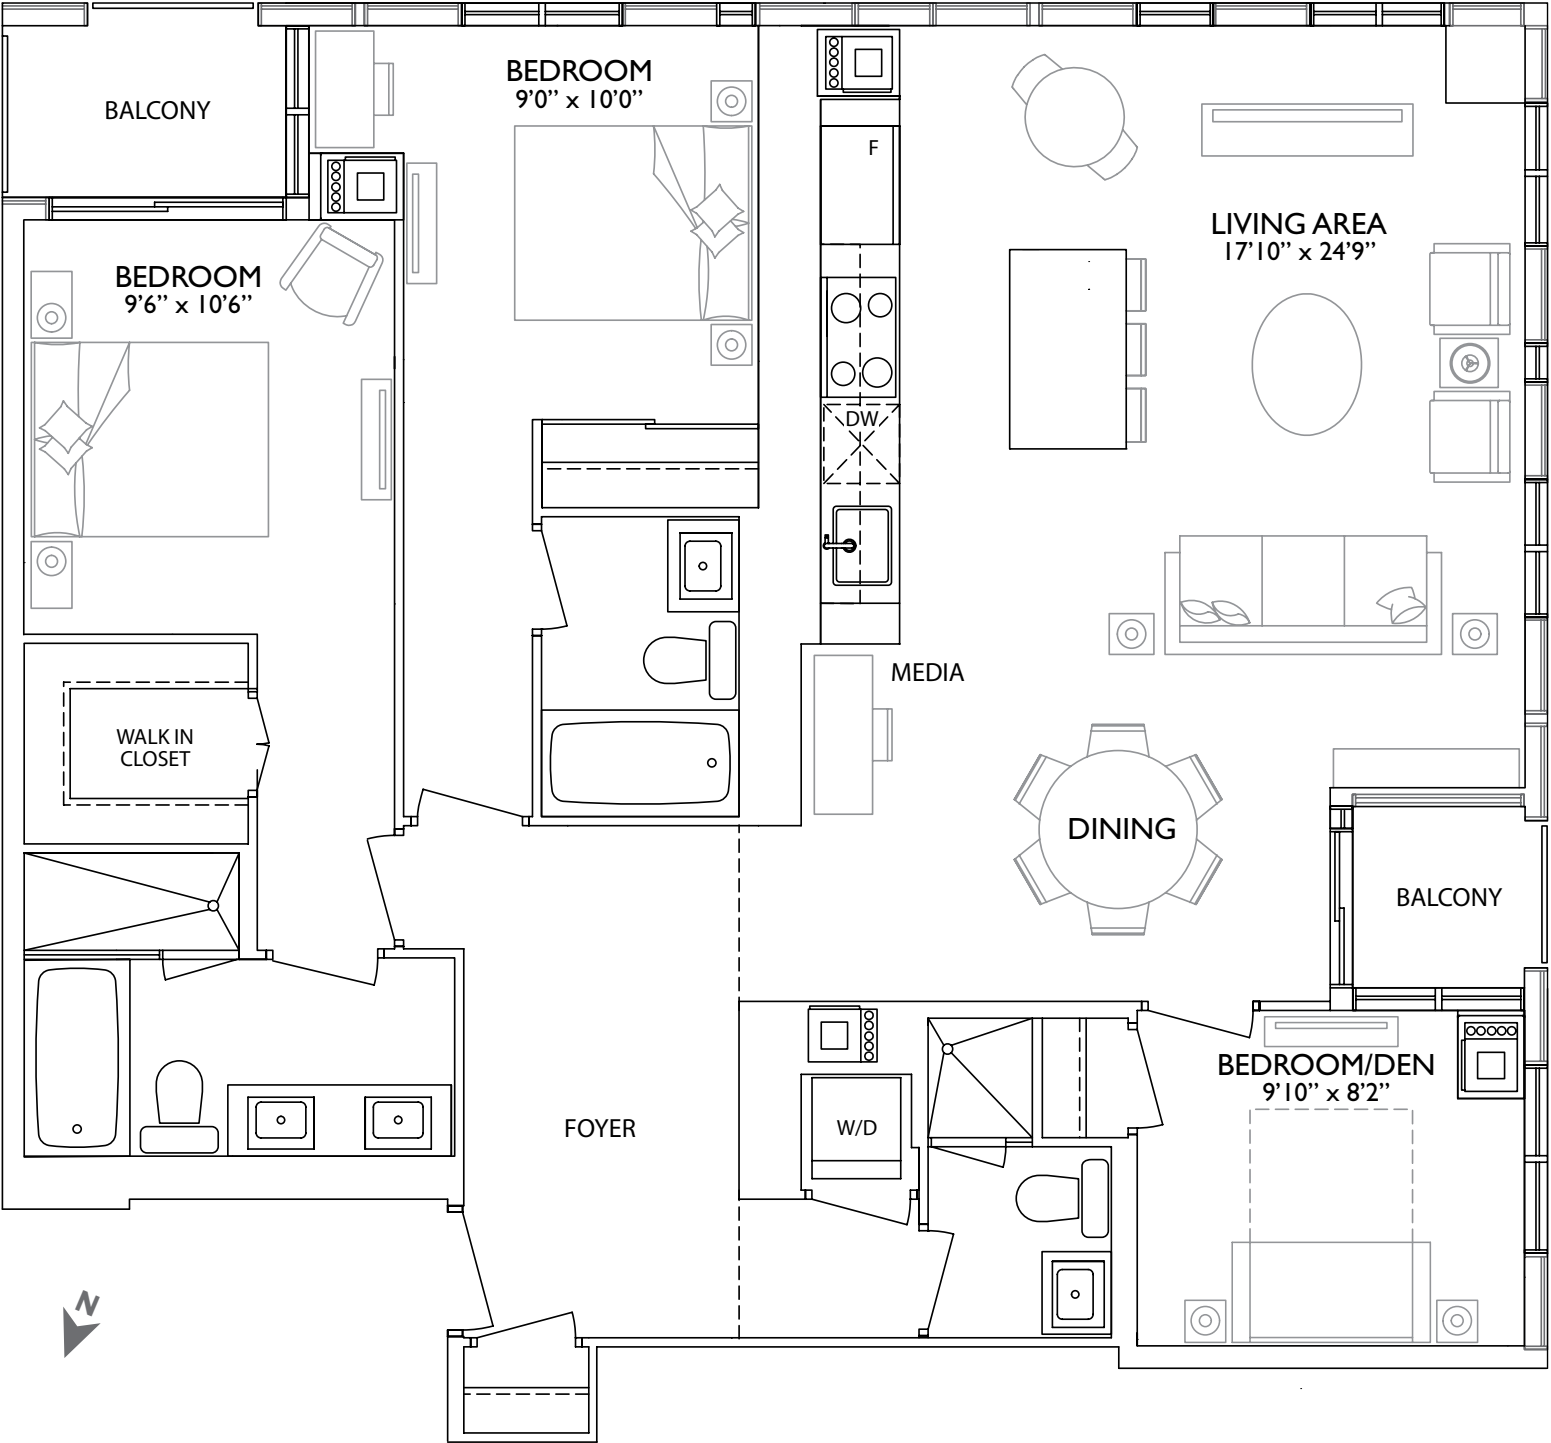 BEDROOM
9'0" x 10'0"
BALCONY
F
LIVING AREA
17'10" x 24'9"
BEDROOM
9'6" x 10'6"
DW
MEDIA
WALK IN
CLOSET
DINING
BALCONY
BEDROOM/DEN
9'10" x 8'2"
FOYER
W/D
N